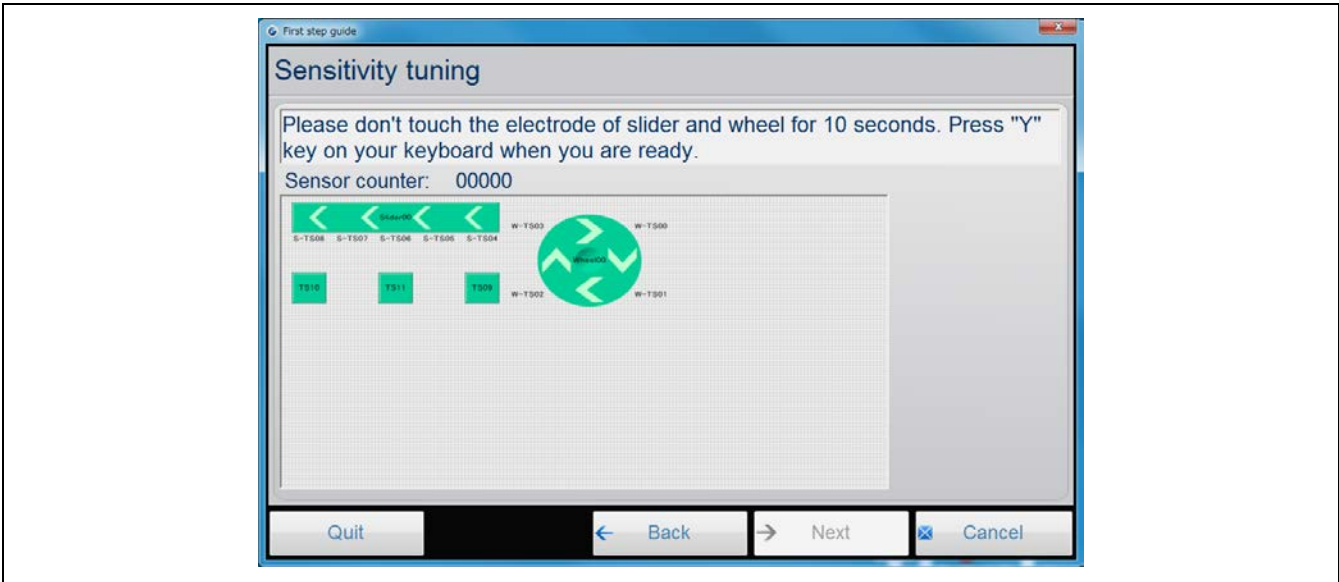 First step guide
Sensitivity tuning
Please don't touch the electrode of slider and wheel for 10 seconds. Press "Y"
key on your keyboard when you are ready.
Sensor counter: 00000
Slider00
S-TS08 S-TS07 S-TS06 S-TS05 S-TS04
W-TS03 W-TS00
Wheel00
TS10 TS11 TS09
W-TS02 W-TS01
Quit Back Next Cancel